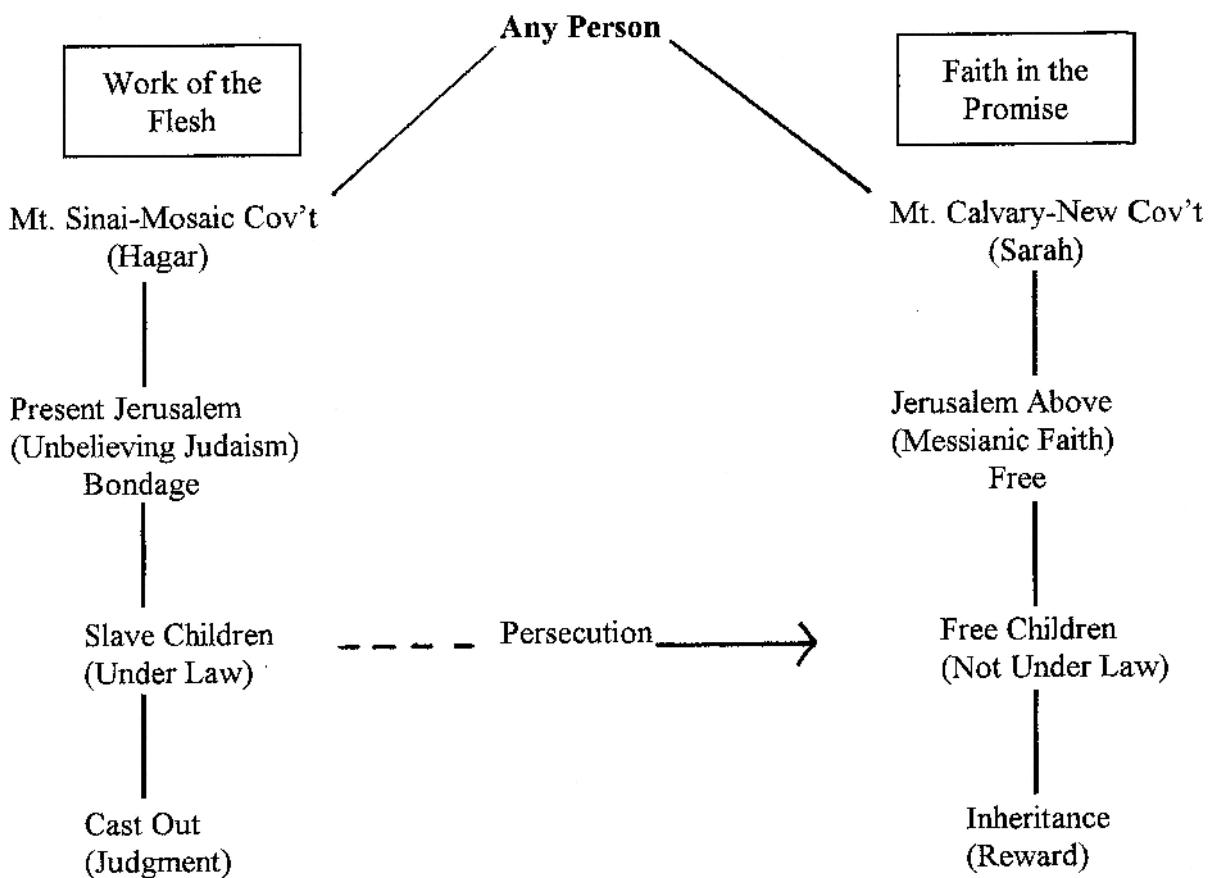 Any Person
Work of the
Flesh
Faith in the
Promise
Mt. Sinai-Mosaic Cov't
(Hagar)
Mt. Calvary-New Cov't
(Sarah)
Present Jerusalem
(Unbelieving Judaism)
Bondage
Jerusalem Above
(Messianic Faith)
Free
Slave Children
(Under Law)
Persecution
Free Children
(Not Under Law)
Cast Out
(Judgment)
Inheritance
(Reward)